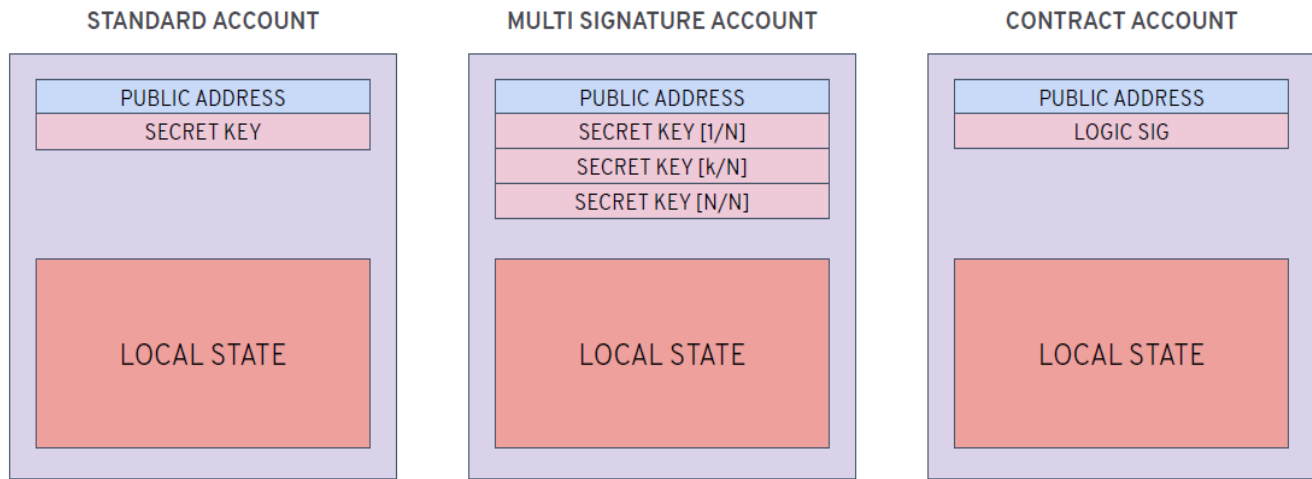 STANDARD ACCOUNT
PUBLIC ADDRESS
SECRET KEY
LOCAL STATE
MULTI SIGNATURE ACCOUNT
PUBLIC ADDRESS
SECRET KEY [1/N]
SECRET KEY [k/N]
SECRET KEY [N/N]
LOCAL STATE
CONTRACT ACCOUNT
PUBLIC ADDRESS
LOGIC SIG
LOCAL STATE